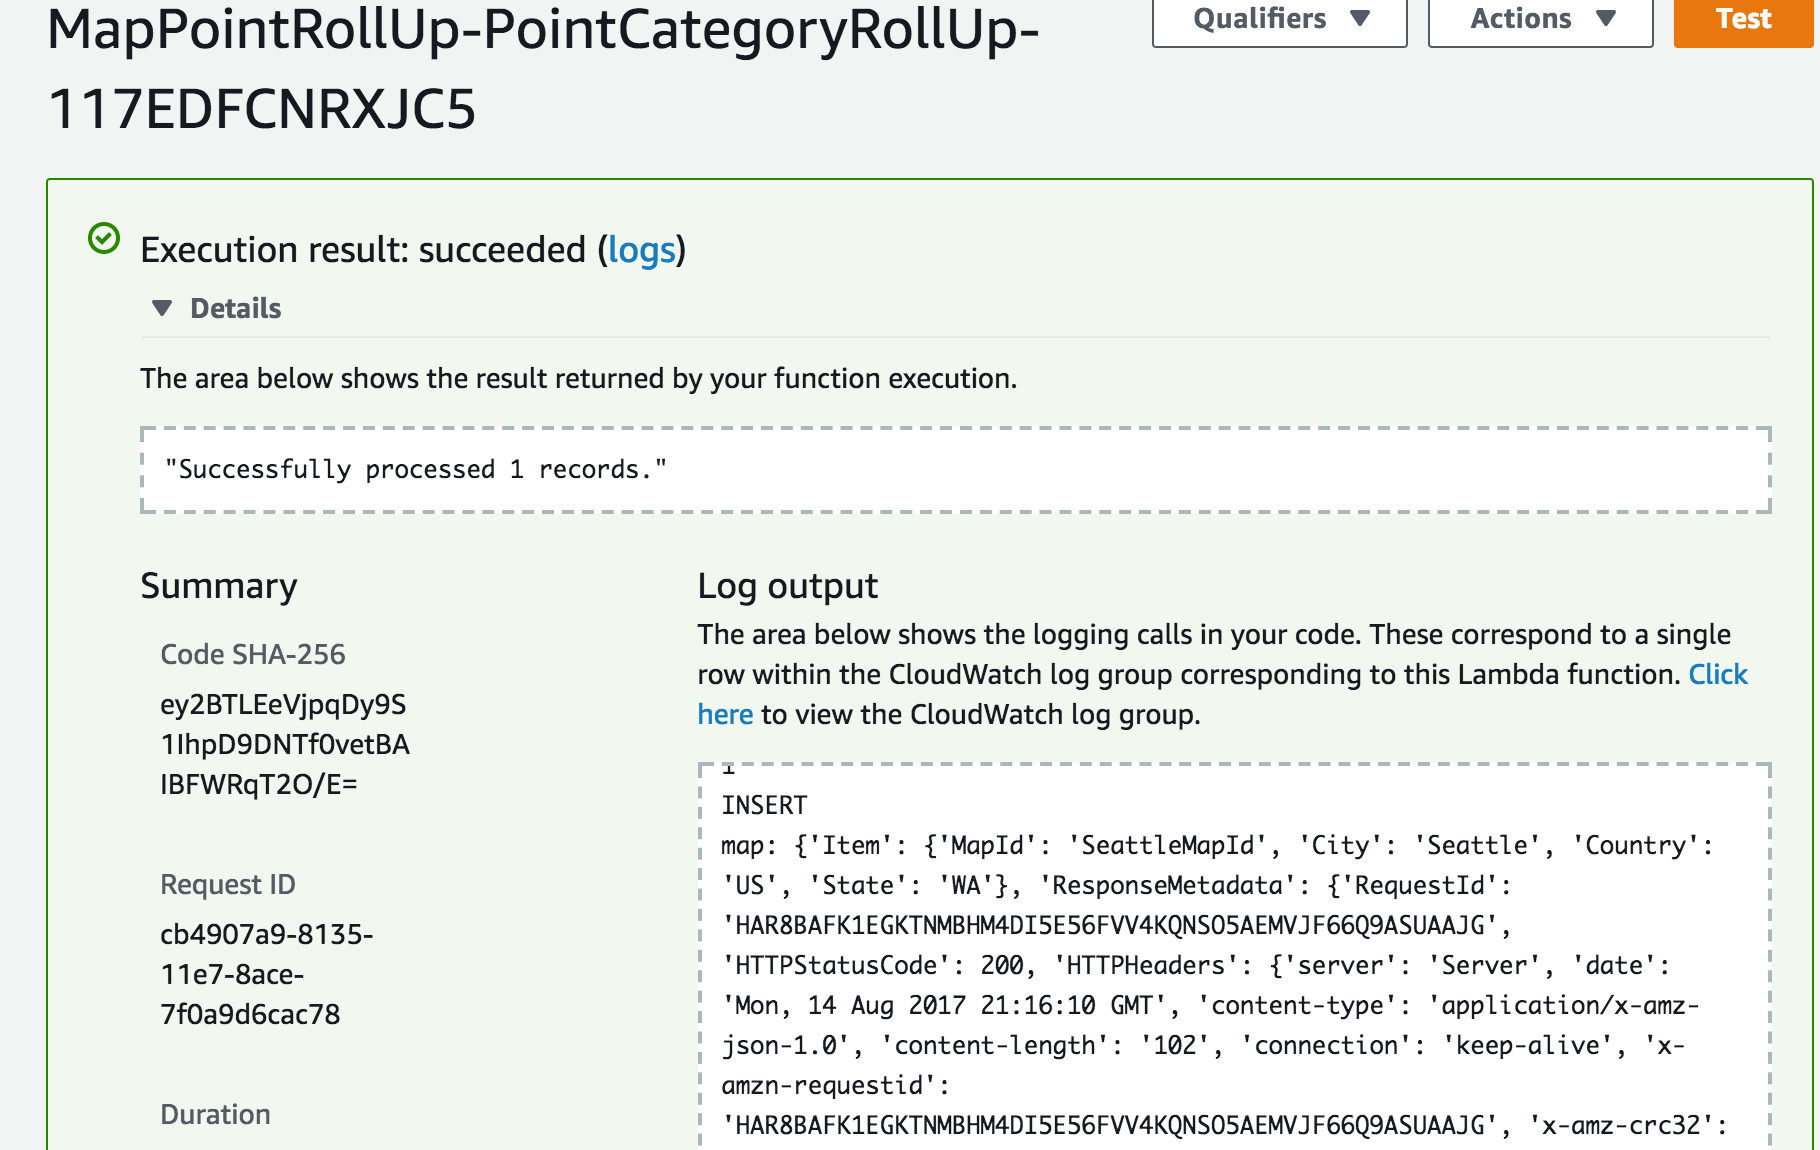 MapPointRollUp-PointCategoryRollUp-
117EDFCNRXJC5
Qualifiers
Actions
Test
Execution result: succeeded (logs)
Details
The area below shows the result returned by your function execution.
"Successfully processed 1 records."
Summary
Code SHA-256
ey2BTLEeVjpqDy9S
1IhpD9DNTf0vetBA
IBFWRqT2O/E=
Request ID
cb4907a9-8135-
11e7-8ace-
7f0a9d6cac78
Duration
Log output
The area below shows the logging calls in your code. These correspond to a single
row within the CloudWatch log group corresponding to this Lambda function. Click
here to view the CloudWatch log group.
INSERT
map: {'Item': {'MapId': 'SeattleMapId', 'City': 'Seattle', 'Country':
'US', 'State': 'WA'}, 'ResponseMetadata': {'RequestId':
'HAR8BAFK1EGKTNMBHM4DI5E56FVV4KQNSO5AEMVJF66Q9ASUAAJG',
'HTTPStatusCode': 200, 'HTTPHeaders': {'server': 'Server', 'date':
'Mon, 14 Aug 2017 21:16:10 GMT', 'content-type': 'application/x-amz-
json-1.0', 'content-length': '102', 'connection': 'keep-alive', 'x-
amzn-requestid':
'HAR8BAFK1EGKTNMBHM4DI5E56FVV4KQNSO5AEMVJF66Q9ASUAAJG', 'x-amz-crc32':